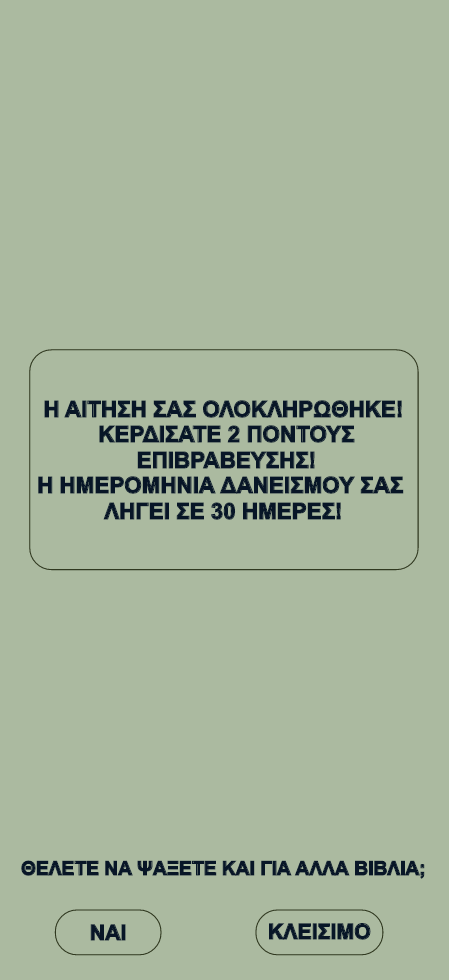 Η ΑΙΤΗΣΗ ΣΑΣ ΟΛΟΚΛΗΡΩΘΗΚΕ!
ΚΕΡΔΙΣΑΤΕ 2 ΠΟΝΤΟΥΣ
ΕΠΙΒΡΑΒΕΥΣΗΣ!
Η ΗΜΕΡΟΜΗΝΙΑ ΔΑΝΕΙΣΜΟΥ ΣΑΣ
ΛΗΓΕΙ ΣΕ 30 ΗΜΕΡΕΣ!
ΘΕΛΕΤΕ ΝΑ ΨΑΞΕΤΕ ΚΑΙ ΓΙΑ ΑΛΛΑ ΒΙΒΛΙΑ;
ΝΑΙ
ΚΛΕΙΣΙΜΟ